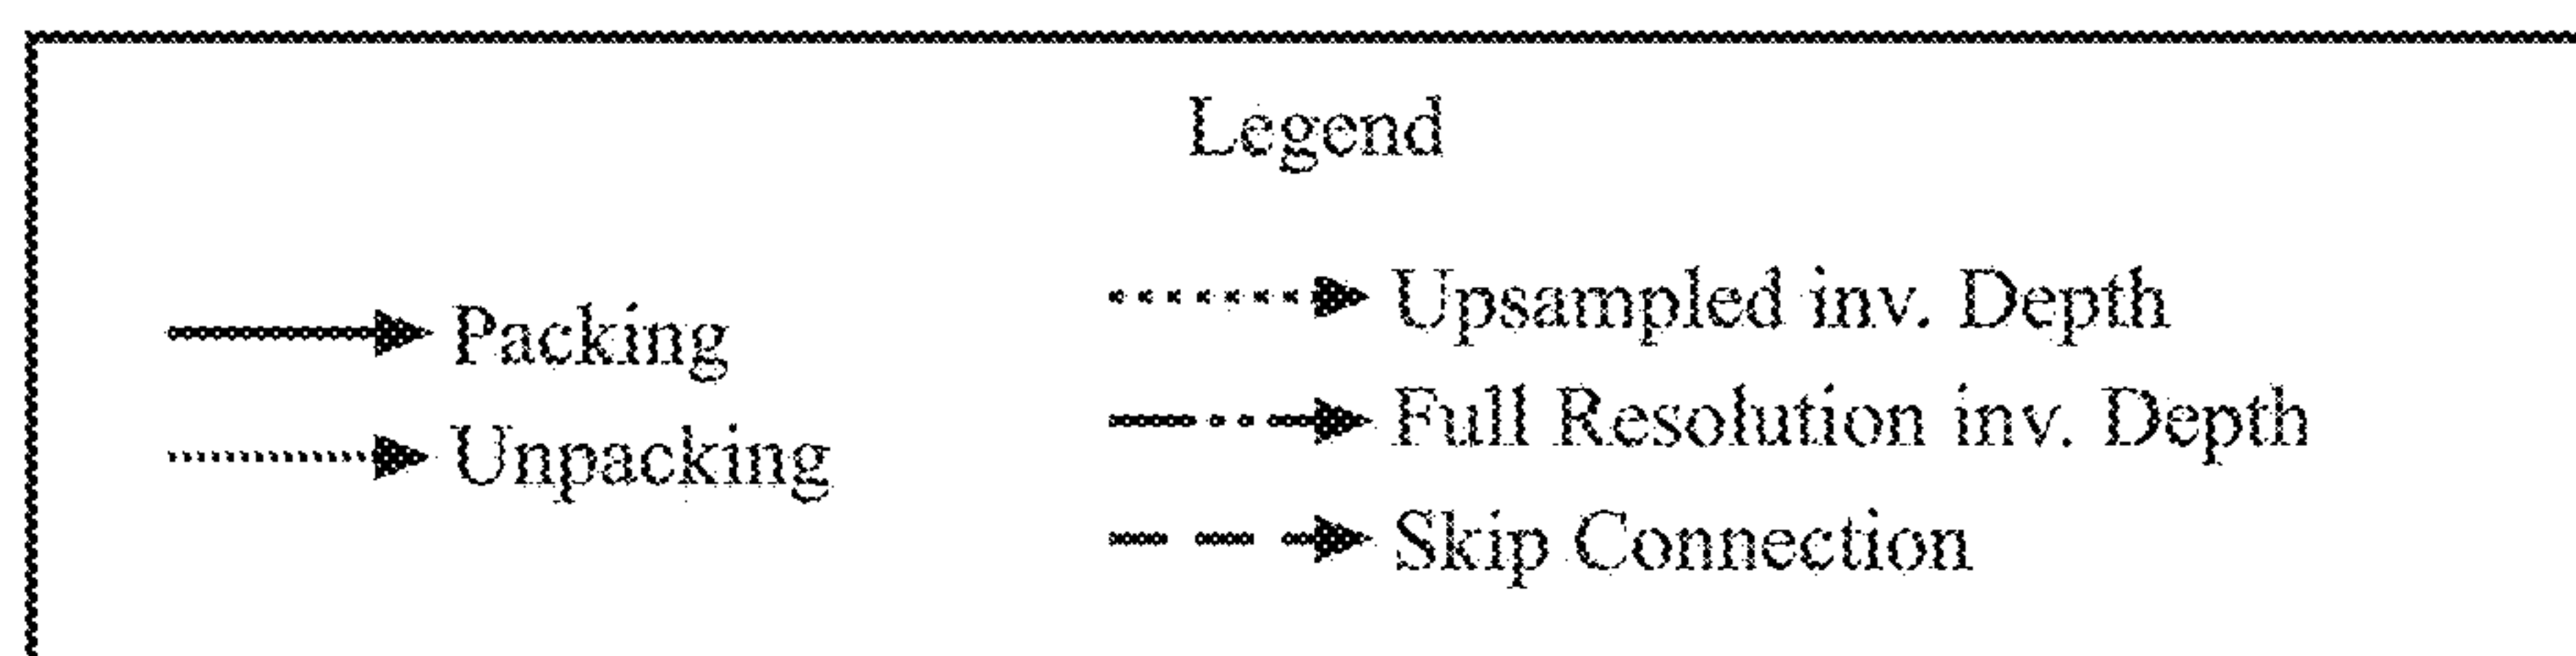 Legend
Packing
Unpacking
Upsampled inv. Depth
Full Resolution inv. Depth
Skip Connection